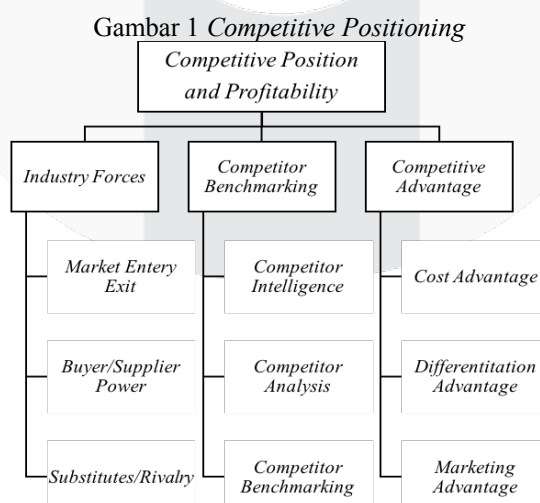 Gambar 1 Competitive Positioning
Competitive Position
and Profitability
Industry Forces
Competitor
Benchmarking
Competitive
Advantage
Market Entery
Exit
Competitor
Intelligence
Cost Advantage
Buyer/Supplier
Power
Competitor
Analysis
Differentitation
Advantage
Substitutes/Rivalry
Competitor
Benchmarking
Marketing
Advantage